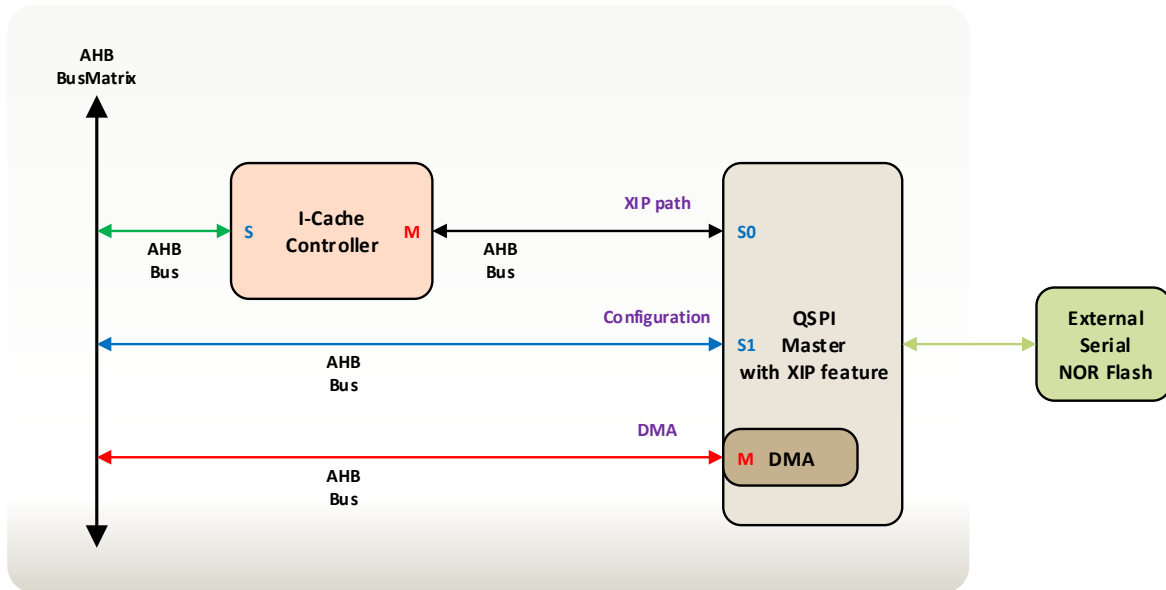 AHB
BusMatrix
I-Cache
Controller
S
M
AHB
Bus
XIP path
AHB
Bus
S0
Configuration
AHB
Bus
S1
QSPI
Master
with XIP feature
External
Serial
NOR Flash
DMA
AHB
Bus
M DMA